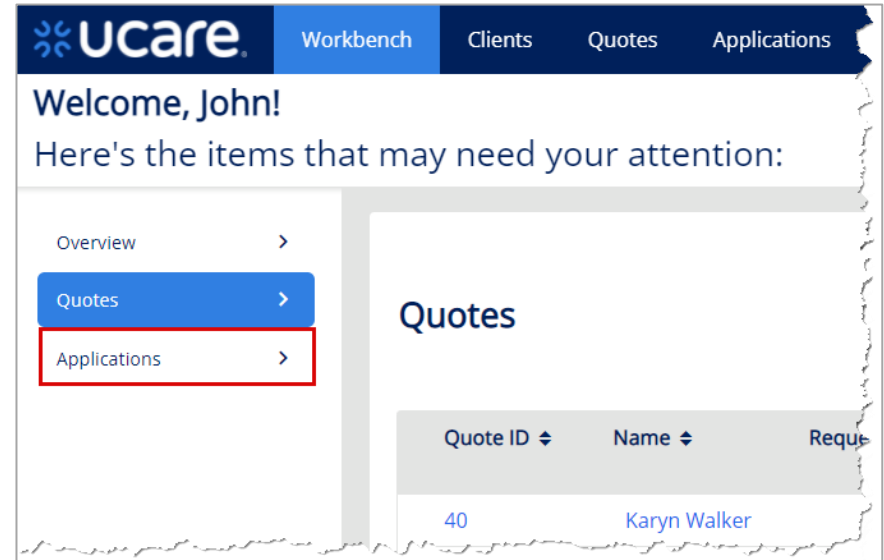 ucare® Workbench Clients Quotes Applications
Welcome, John!
Here's the items that may need your attention:
Overview
Quotes
Applications
Quotes
Quote ID Name
40 Karyn Walker